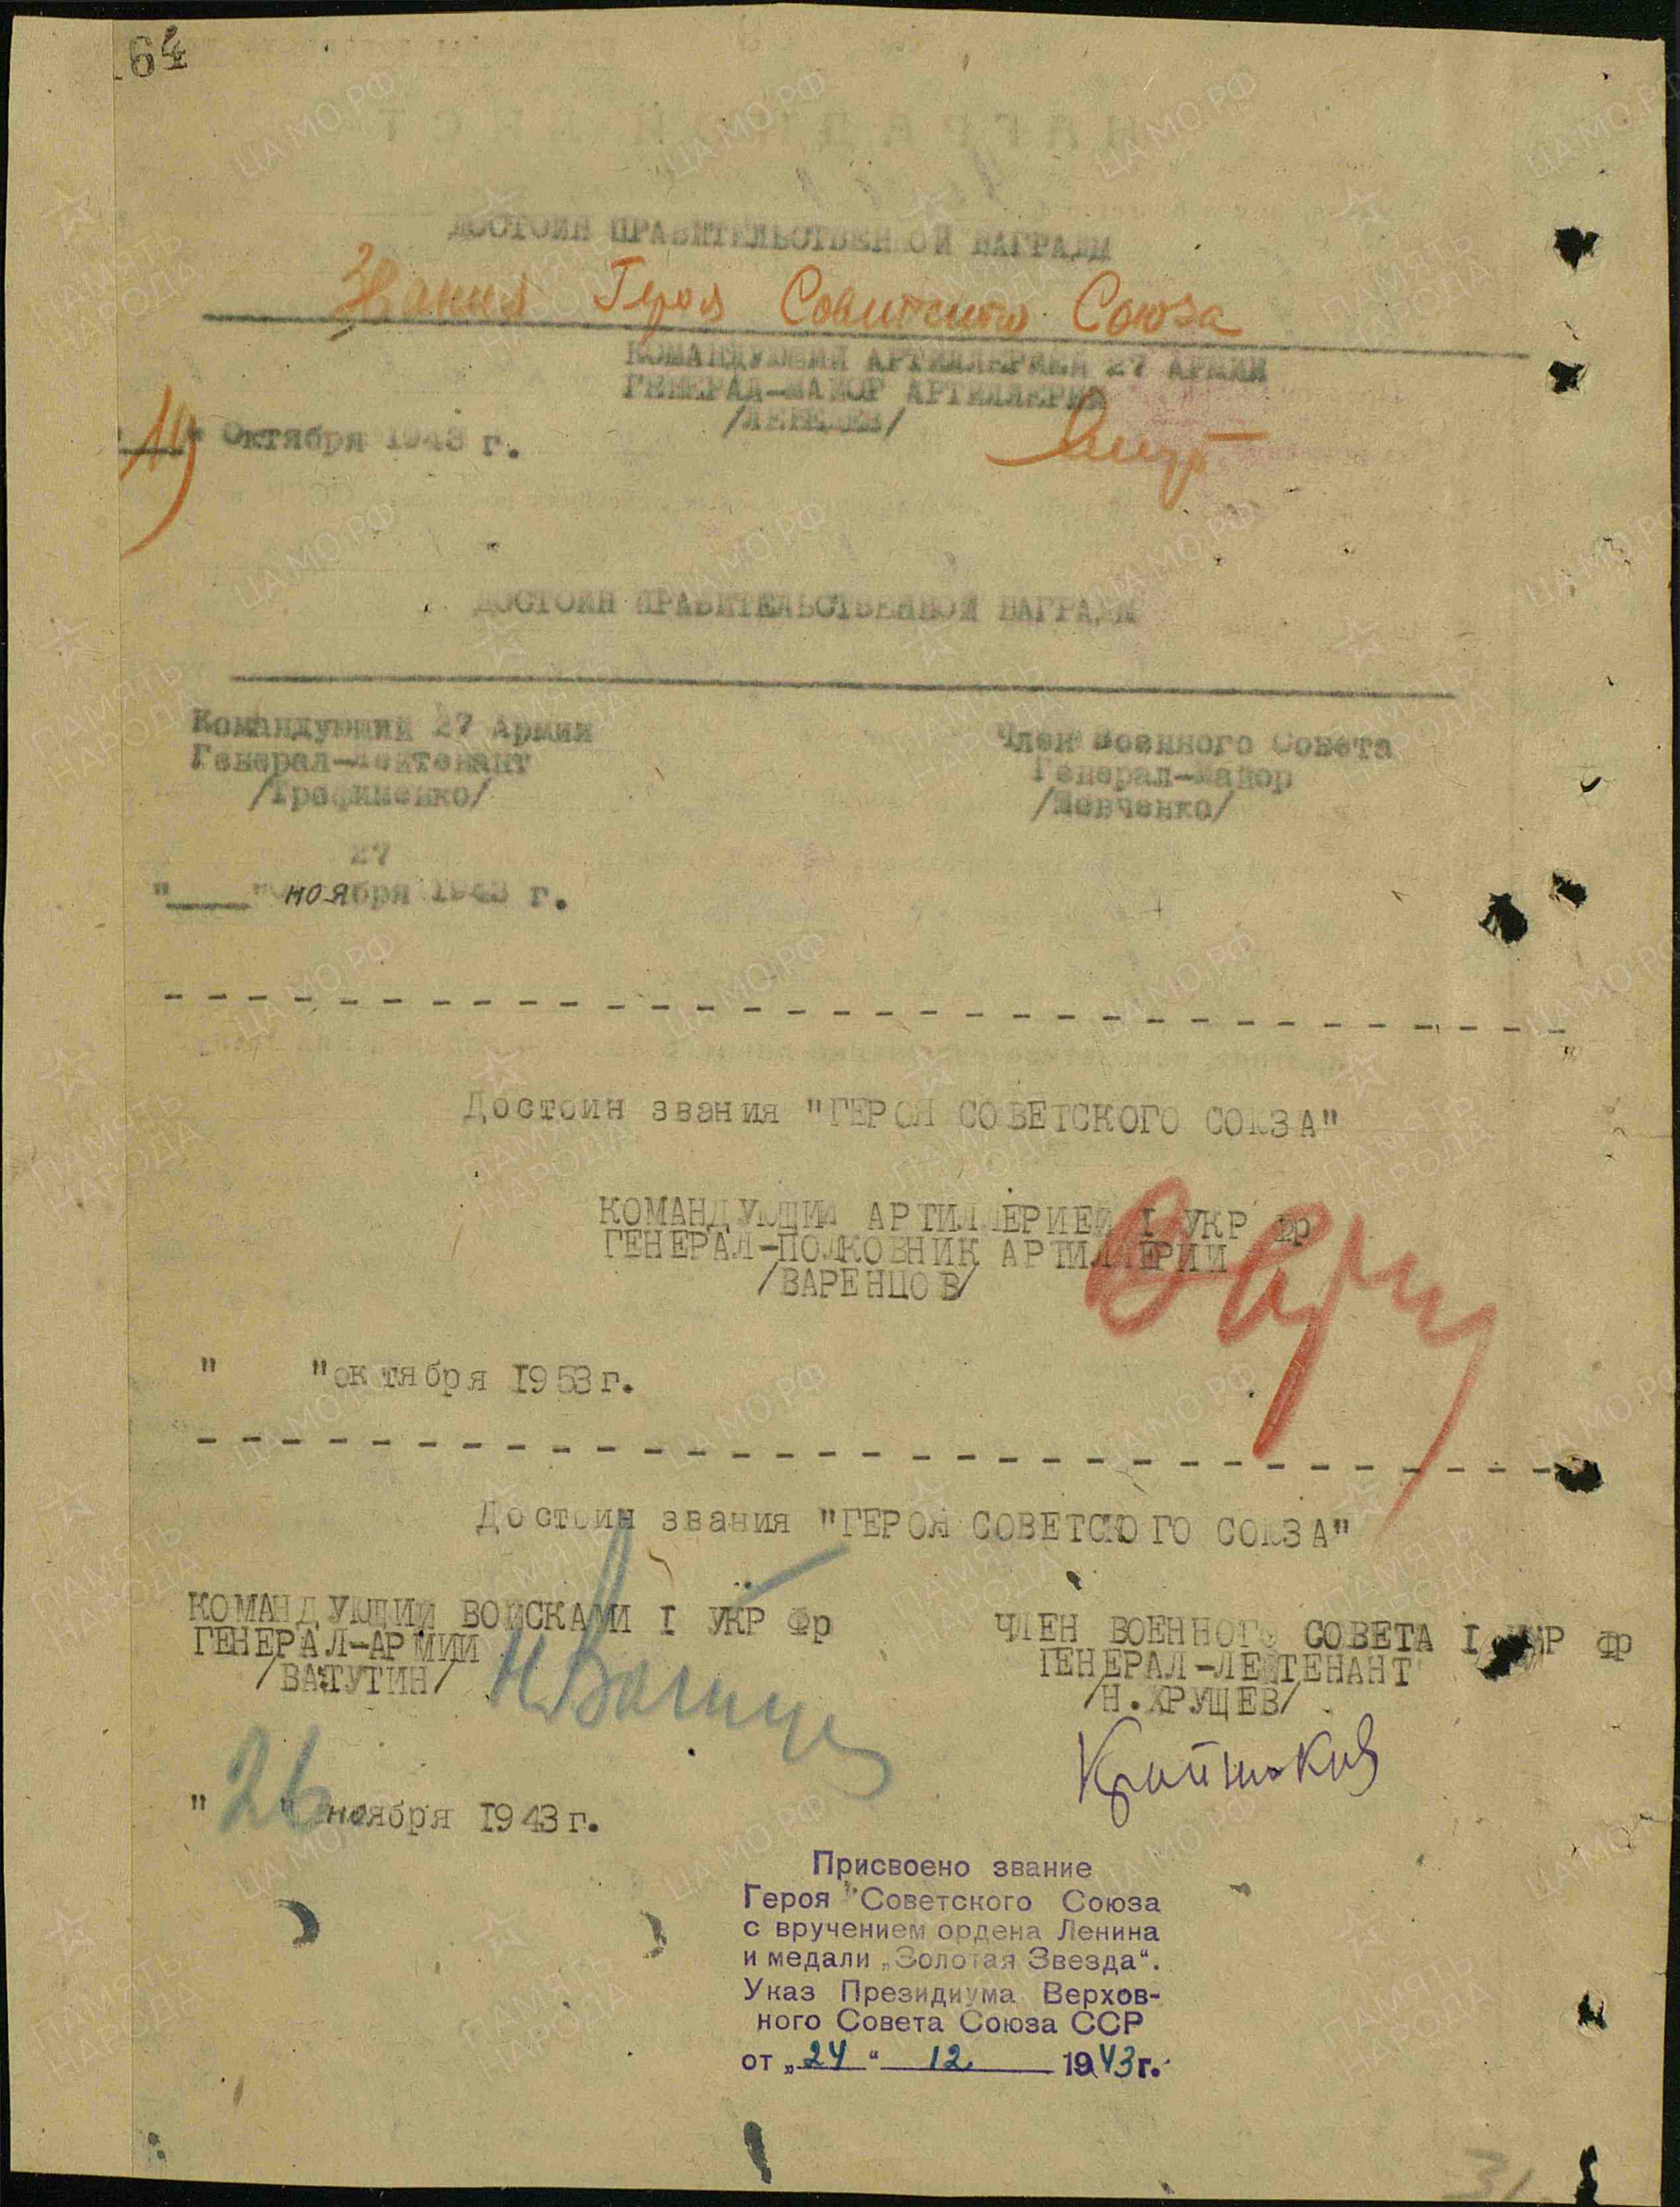 64
ДОСТОИН ПРАВИТЕЛЬСТВЕННОЙ НАГРАДЫ
Звания Героя Советского Союза
КОМАНДУЮЩИЙ АРТИЛЛЕРИЕЙ 27 АРМИИ
ГЕНЕРАЛ-МАЙОР АРТИЛЛЕРИИ
/ЛЕБЕДЕВ/
Октября 1943 г.
ДОСТОИН ПРАВИТЕЛЬСТВЕННОЙ НАГРАДЫ
Командующий 27 Армии
Генерал-лейтенант
/Трофименко/
Член Военного Совета
Генерал-Майор
/Шевченко/
27
"___" ноября 1943 г.
Достоин звания "ГЕРОЯ СОВЕТСКОГО СОЮЗА"
КОМАНДУЮЩИЙ АРТИЛЛЕРИЕЙ I УКР Фр
ГЕНЕРАЛ-ПОЛКОВНИК АРТИЛЛЕРИИ
/ВАРЕНЦОВ/
" "октября 1953г.
Достоин звания "ГЕРОЯ СОВЕТСКОГО СОЮЗА"
КОМАНДУЮЩИЙ ВОЙСКАМИ I УКР Фр
ГЕНЕРАЛ-АРМИИ
/ВАТУТИН/
ЧЛЕН ВОЕННОГО СОВЕТА I УКР Фр
ГЕНЕРАЛ-ЛЕЙТЕНАНТ
/Н.ХРУЩЕВ/
"26" ноября 1943г.
Присвоено звание
Героя Советского Союза
с вручением ордена Ленина
и медали „Золотая Звезда“.
Указ Президиума Верхов-
ного Совета Союза ССР
от „24“ 12 1943г.